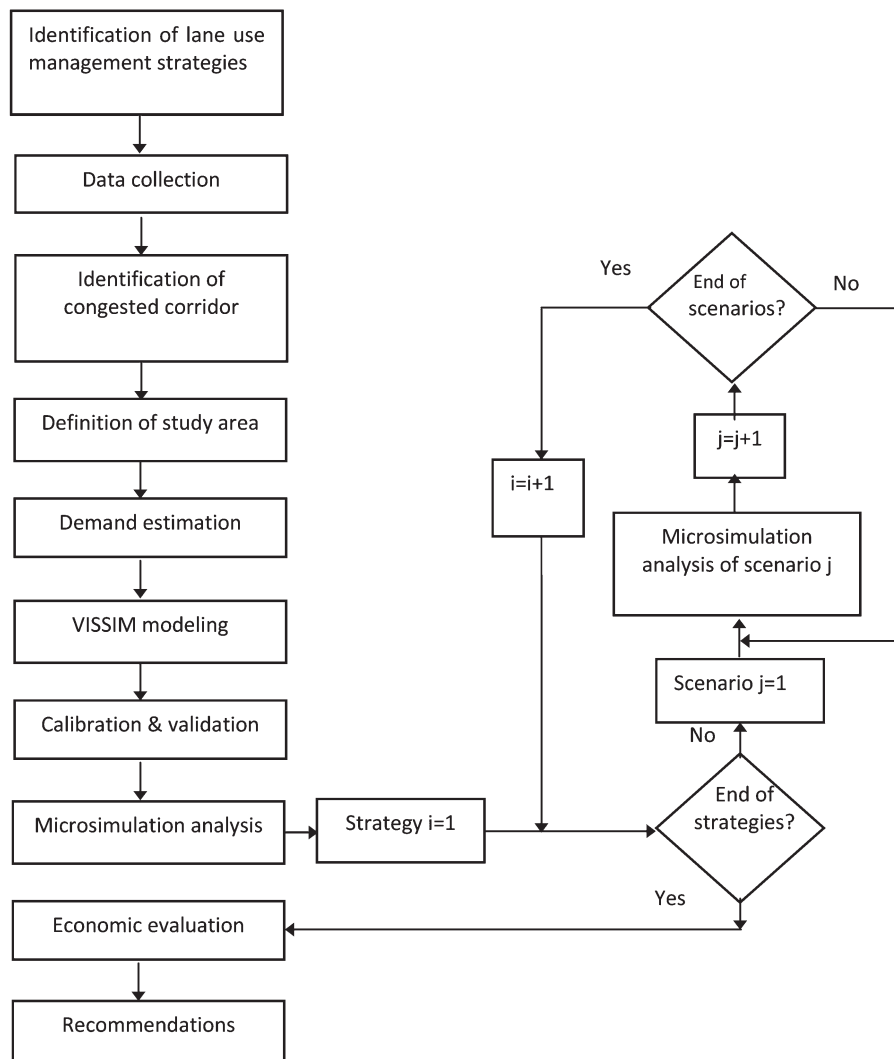 Identification of lane use
management strategies
Data collection
Identification of
congested corridor
Definition of study area
Demand estimation
VISSIM modeling
Calibration & validation
Microsimulation analysis
Strategy i=1
End of
strategies?
No
Yes
Scenario j=1
Microsimulation
analysis of scenario j
j=j+1
End of
scenarios?
Yes
No
i=i+1
Economic evaluation
Recommendations